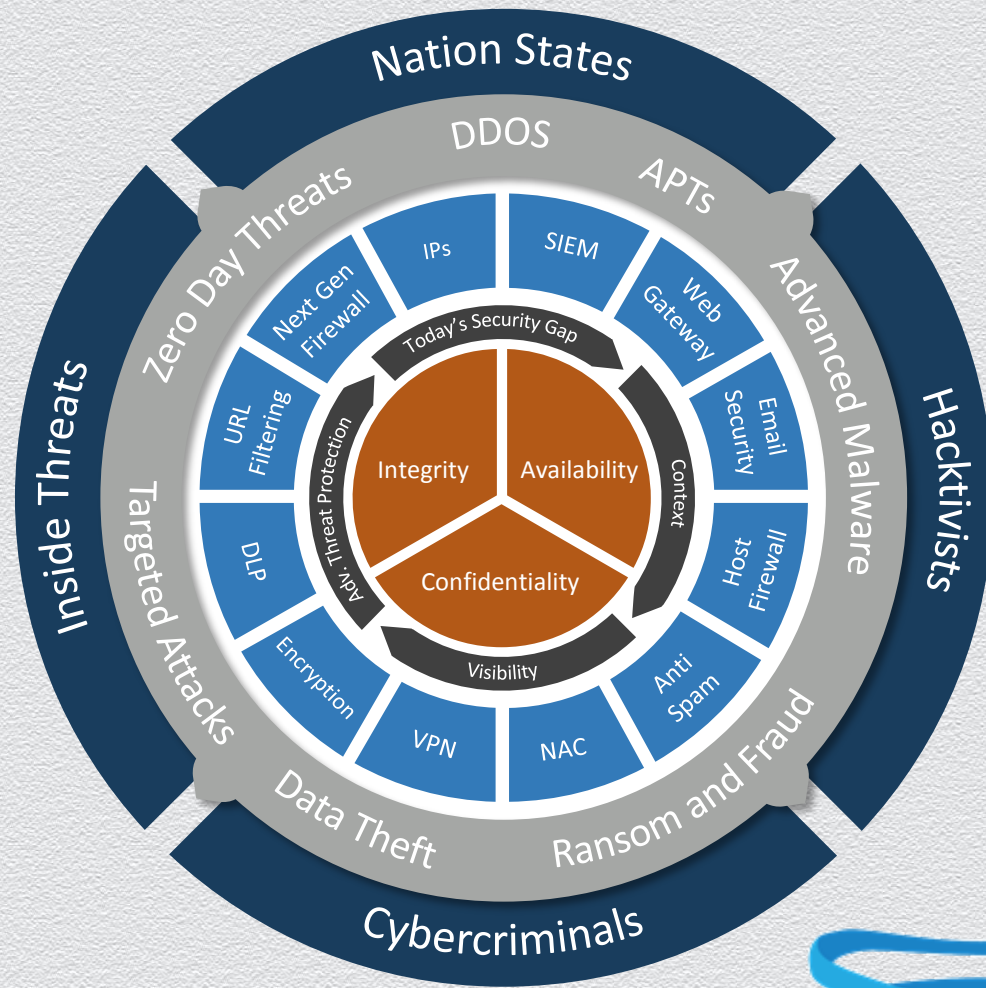 Nation States
DDOS
APTs
Zero Day Threats
Advanced Malware
Inside Threats
Hacktivists
Targeted Attacks
Data Theft
Ransom and Fraud
Cybercriminals
IPs
SIEM
Web
Gateway
Email
Security
Host
Firewall
Anti
Spam
NAC
VPN
Encryption
DLP
URL
Filtering
Next Gen
Firewall
Today's Security Gap
Context
Visibility
Adv. Threat Protection
Integrity
Availability
Confidentiality